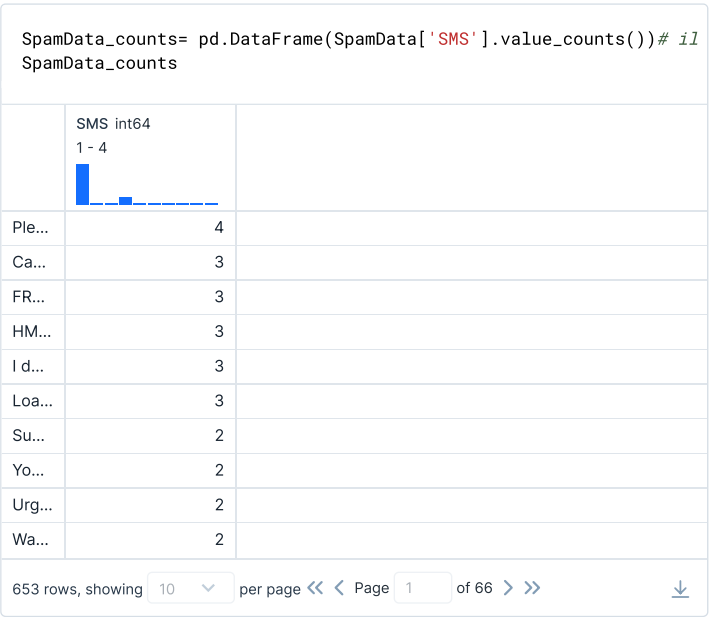 SpamData_counts= pd.DataFrame(SpamData['SMS'].value_counts())# il
SpamData_counts
SMS int64
1 - 4
Ple... 4
Ca... 3
FR... 3
HM... 3
I d... 3
Loa... 3
Su... 2
Yo... 2
Urg... 2
Wa... 2
653 rows, showing 10 per page << < Page 1 of 66 > >>